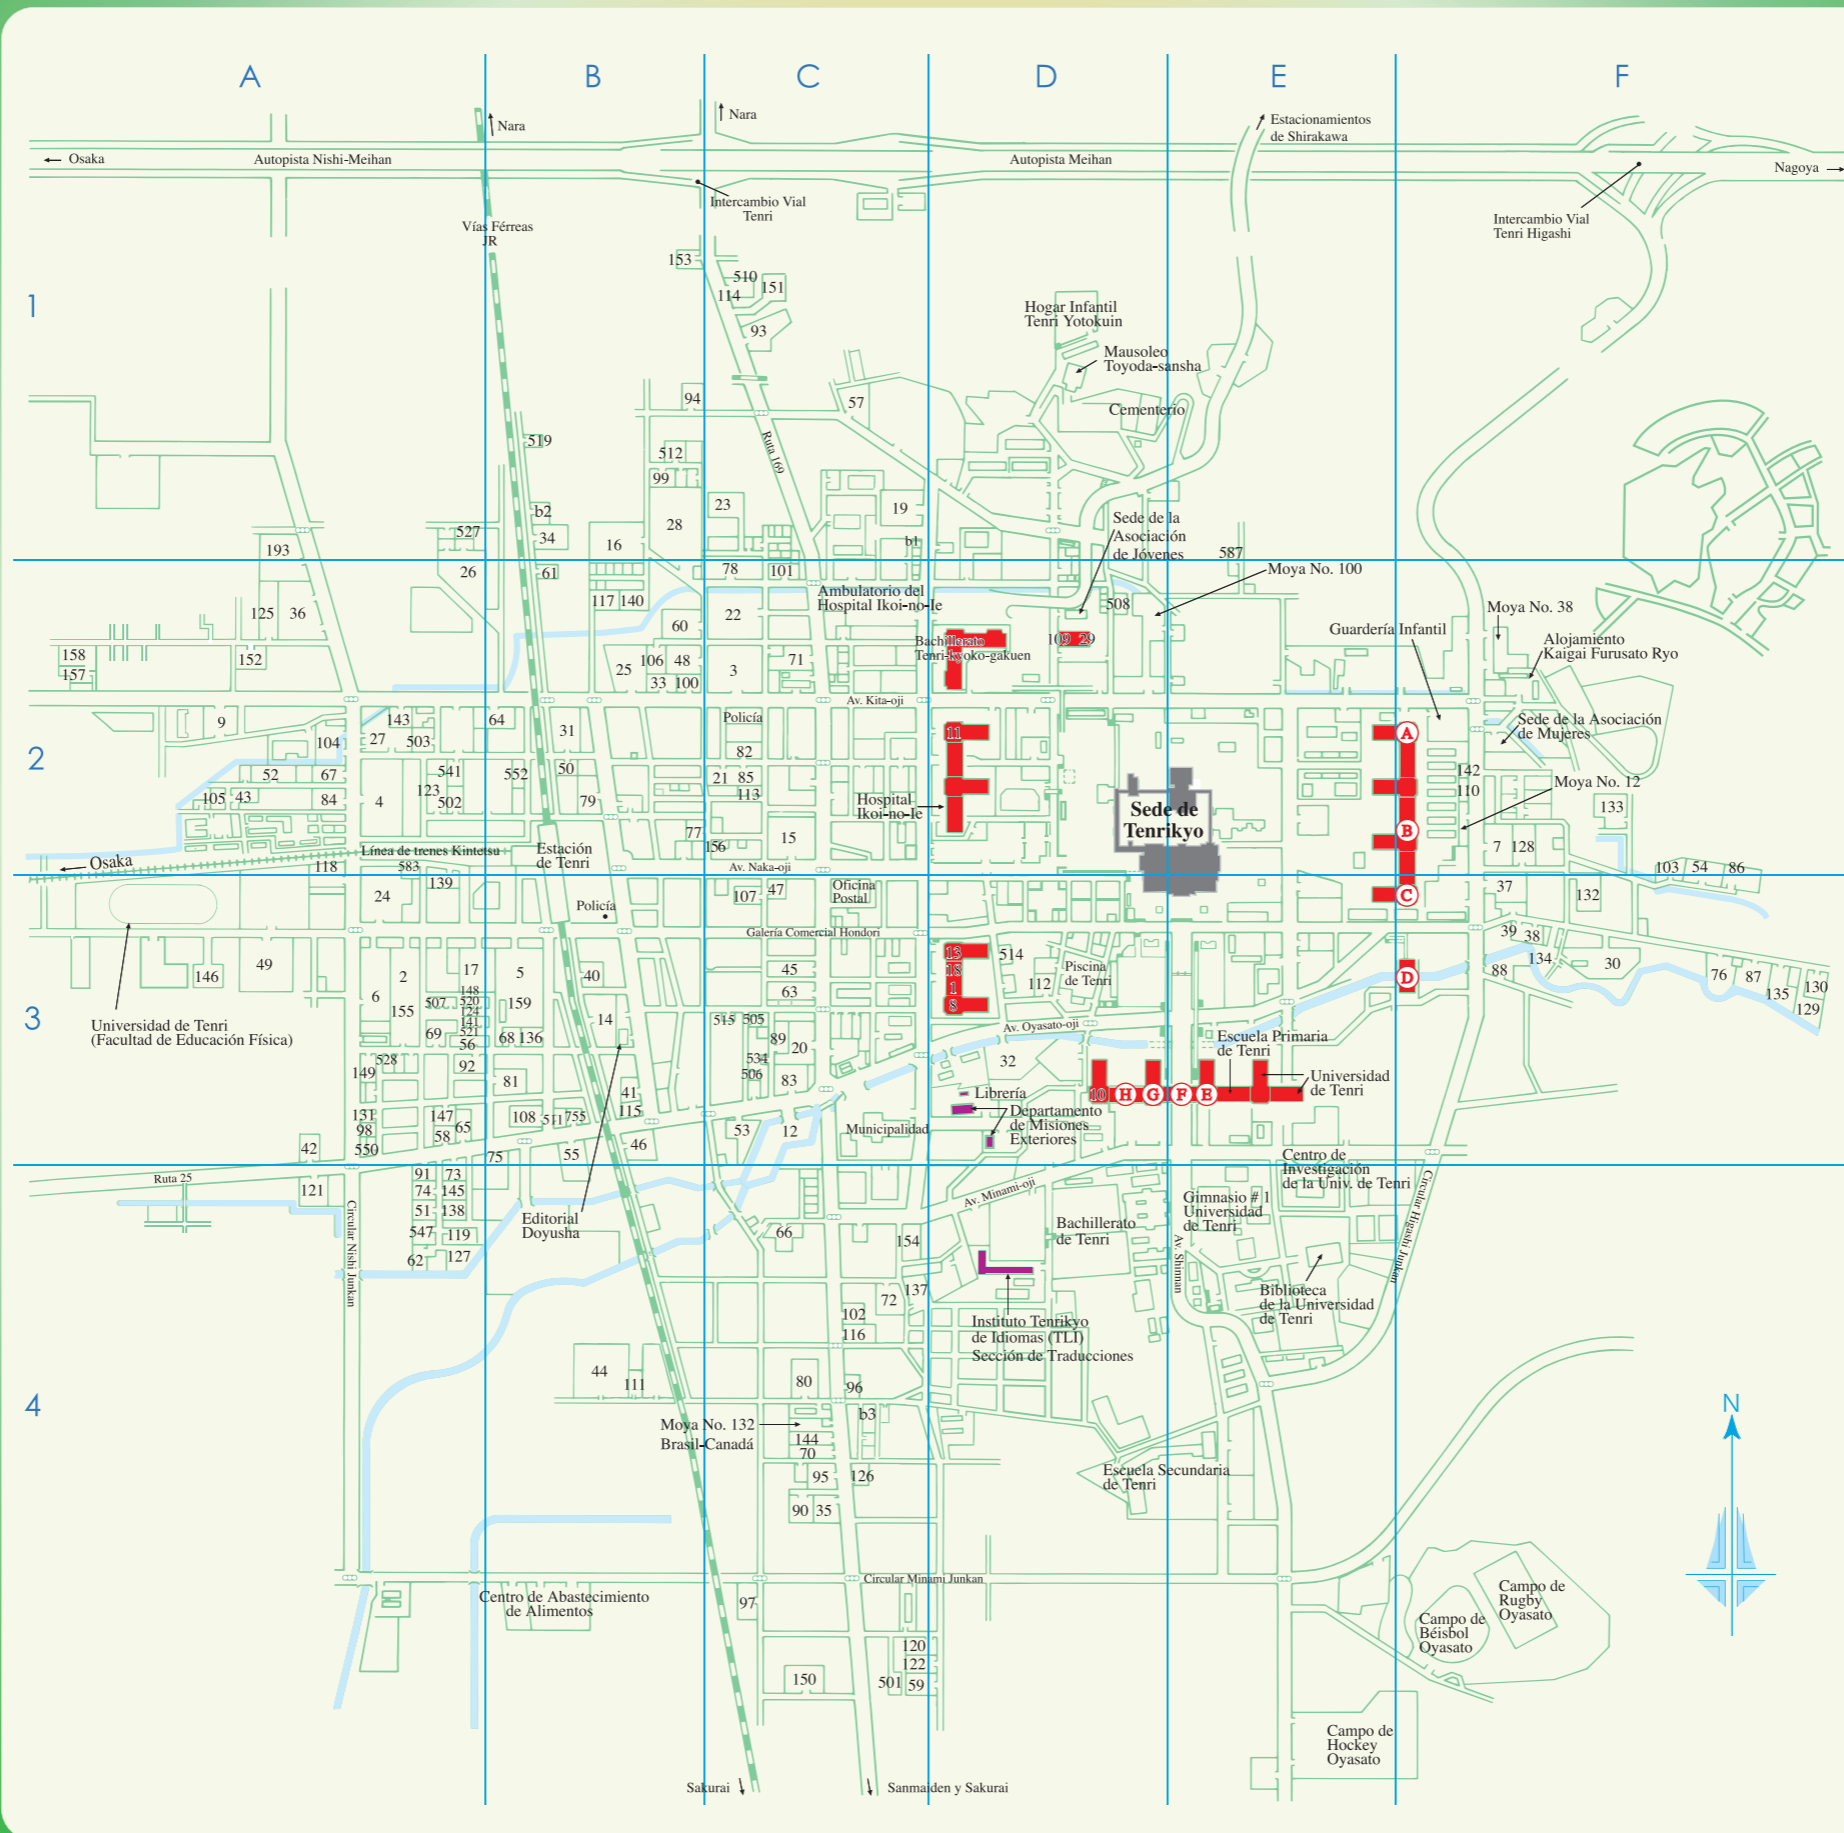 A
B
C
D
E
F
Nara
Nara
Estacionamientos
de Shirakawa
Osaka
Autopista Nishi-Meihan
Autopista Meihan
Nagoya
Intercambio Vial
Tenri
Intercambio Vial
Tenri Higashi
Vías Férreas
JR
1
153
510
114
151
93
Hogar Infantil
Tenri Yotokuin
Mausoleo
Toyoda-sansha
Cementerio
94
57
Ruta 169
519
512
99
23
19
b2
34
28
16
b1
527
193
Sede de la
Asociación
de Jóvenes
587
26
61
78
101
Moya No. 100
117
140
Ambulatorio del
Hospital Ikoi-no-Ie
508
125
36
22
60
Moya No. 38
Guardería Infantil
Alojamiento
Kaigai Furusato Ryo
Bachillerato
Tenri-kyoko-gakuen
109
29
158
157
152
25
106
48
33
100
3
71
Av. Kita-oji
2
9
104
143
27
503
64
31
Policía
82
11
A
Sede de la Asociación
de Mujeres
52
67
541
552
50
21
85
113
142
110
Moya No. 12
105
43
84
4
123
502
79
Hospital
Ikoi-no-Ie
Sede de
Tenrikyo
133
77
156
15
B
7
128
Osaka
Línea de trenes Kintetsu
Estación
de Tenri
118
583
Av. Naka-oji
103
54
86
24
139
107
47
Oficina
Postal
C
37
132
Policía
Galería Comercial Hondori
39
38
134
13
18
1
8
514
Piscina
de Tenri
112
D
88
30
76
87
135
130
129
146
49
2
17
5
40
45
63
3
6
155
507
148
520
124
141
521
56
69
159
68
136
14
515
505
Av. Oyasato-oji
Universidad de Tenri
(Facultad de Educación Física)
89
20
534
506
83
32
Escuela Primaria
de Tenri
Universidad
de Tenri
149
528
92
81
41
115
Librería
10
H
G
F
E
Departamento
de Misiones
Exteriores
131
98
550
147
65
58
108
511
755
53
12
Municipalidad
42
75
55
46
Centro de
Investigación
de la Univ. de Tenri
Ruta 25
121
91
73
74
145
51
138
547
119
62
127
Circular Nishi Junkan
Editorial
Doyusha
Av. Minami-oji
Gimnasio # 1
Universidad
de Tenri
Circular Higashi Junkan
66
154
Bachillerato
de Tenri
Av. Shinnan
137
72
102
116
Biblioteca
de la Universidad
de Tenri
Instituto Tenrikyo
de Idiomas (TLI)
Sección de Traducciones
4
44
111
80
96
b3
N
Moya No. 132
Brasil-Canadá
144
70
95
126
90
35
Escuela Secundaria
de Tenri
Circular Minami Junkan
Centro de Abastecimiento
de Alimentos
97
Campo de
Rugby
Oyasato
Campo de
Béisbol
Oyasato
120
122
501
59
150
Campo de
Hockey
Oyasato
Sakurai
Sanmaiden y Sakurai